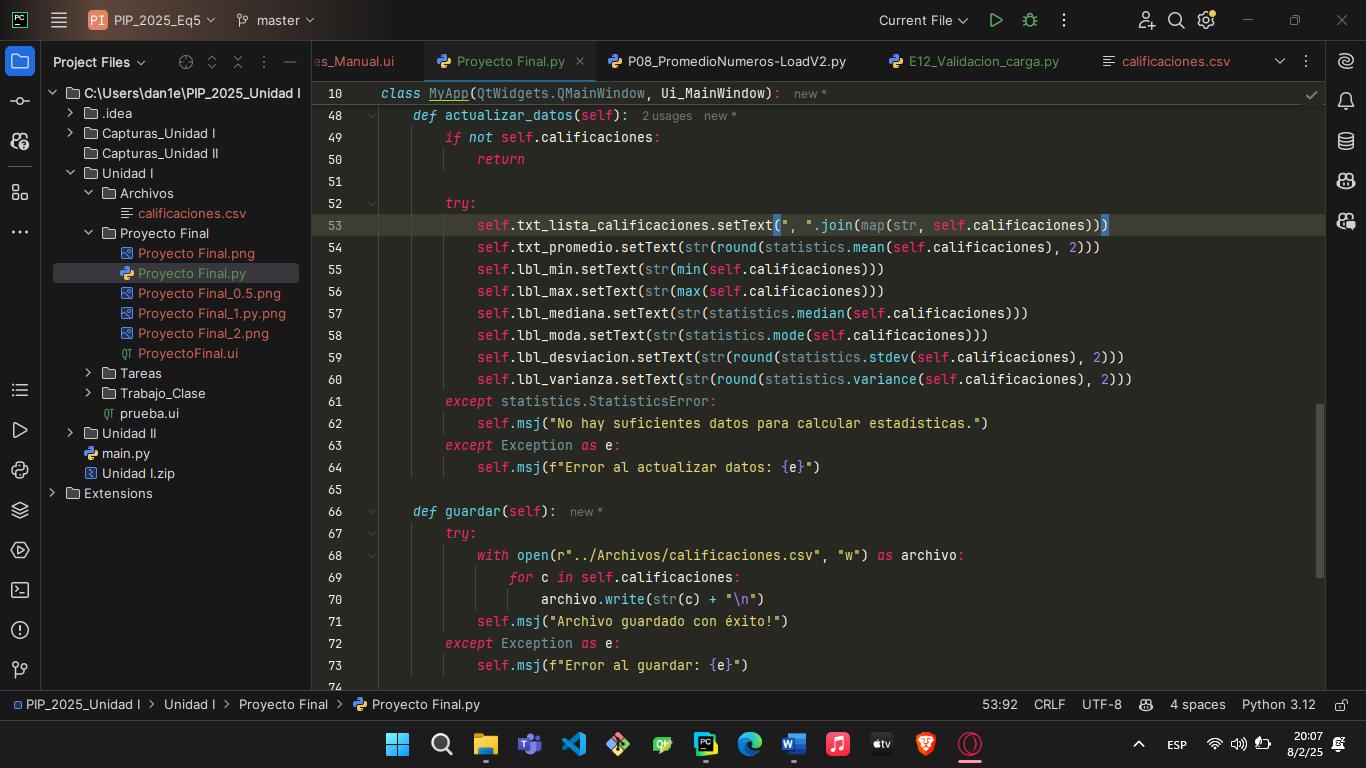 PC PI PIP_2025_Eq5 master Current File
Project Files
es_Manual.ui Proyecto Final.py P08_PromedioNumeros-LoadV2.py E12_Validacion_carga.py calificaciones.csv
C:\Users\dan1e\PIP_2025_Unidad I
.idea
Capturas_Unidad I
Capturas_Unidad II
Unidad I
Archivos
calificaciones.csv
Proyecto Final
Proyecto Final.png
Proyecto Final.py
Proyecto Final_0.5.png
Proyecto Final_1.py.png
Proyecto Final_2.png
ProyectoFinal.ui
Tareas
Trabajo_Clase
prueba.ui
Unidad II
main.py
Unidad I.zip
Extensions
10 class MyApp(QtWidgets.QMainWindow, Ui_MainWindow): new *
48 def actualizar_datos(self): 2 usages new *
49 if not self.calificaciones:
50 return
51
52 try:
53 self.txt_lista_calificaciones.setText(", ".join(map(str, self.calificaciones)))
54 self.txt_promedio.setText(str(round(statistics.mean(self.calificaciones), 2)))
55 self.lbl_min.setText(str(min(self.calificaciones)))
56 self.lbl_max.setText(str(max(self.calificaciones)))
57 self.lbl_mediana.setText(str(statistics.median(self.calificaciones)))
58 self.lbl_moda.setText(str(statistics.mode(self.calificaciones)))
59 self.lbl_desviacion.setText(str(round(statistics.stdev(self.calificaciones), 2)))
60 self.lbl_varianza.setText(str(round(statistics.variance(self.calificaciones), 2)))
61 except statistics.StatisticsError:
62 self.msj("No hay suficientes datos para calcular estadísticas.")
63 except Exception as e:
64 self.msj(f"Error al actualizar datos: {e}")
65
66 def guardar(self): new *
67 try:
68 with open(r"../Archivos/calificaciones.csv", "w") as archivo:
69 for c in self.calificaciones:
70 archivo.write(str(c) + "\n")
71 self.msj("Archivo guardado con éxito!")
72 except Exception as e:
73 self.msj(f"Error al guardar: {e}")
74
PIP_2025_Unidad I > Unidad I > Proyecto Final > Proyecto Final.py 53:92 CRLF UTF-8 4 spaces Python 3.12
tv ESP 20:07
8/2/25